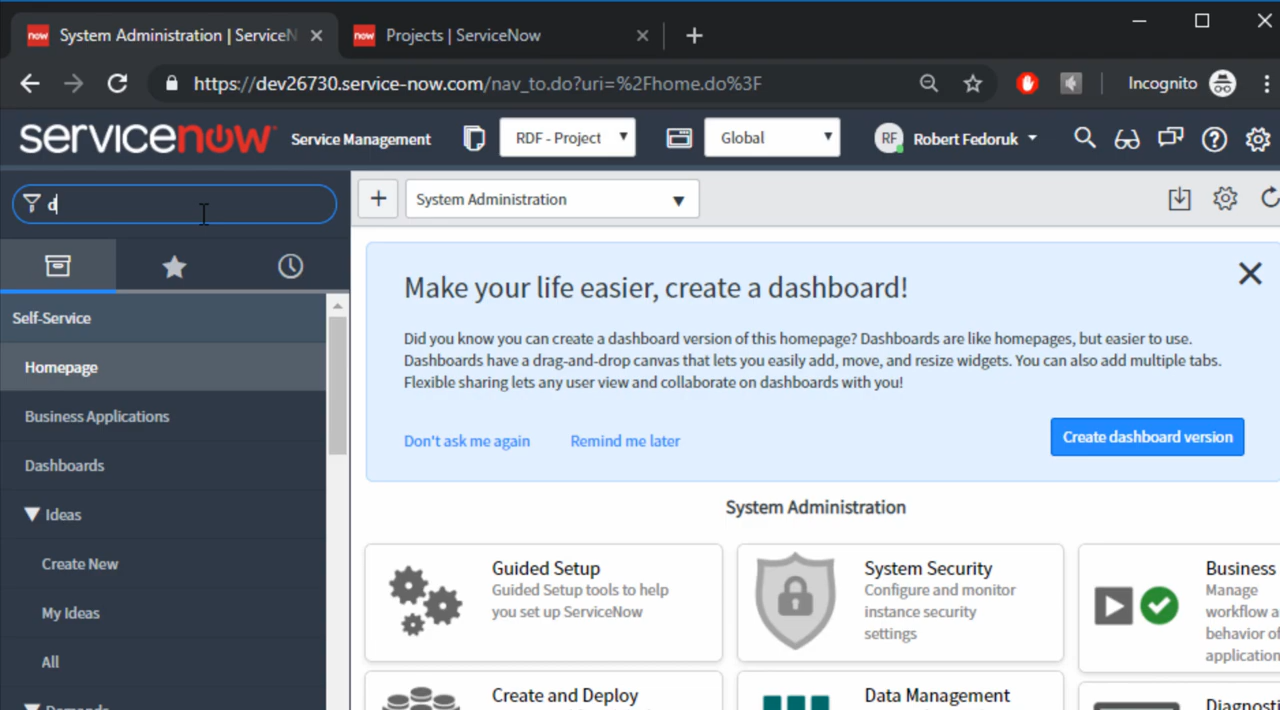 now System Administration | ServiceN
now Projects | ServiceNow
https://dev26730.service-now.com/nav_to.do?uri=%2Fhome.do%3F
Incognito
servicenow Service Management
RDF - Project
Global
RF Robert Fedoruk
d
System Administration
Self-Service
Homepage
Business Applications
Dashboards
Ideas
Create New
My Ideas
All
Make your life easier, create a dashboard!
Did you know you can create a dashboard version of this homepage? Dashboards are like homepages, but easier to use.
Dashboards have a drag-and-drop canvas that lets you easily add, move, and resize widgets. You can also add multiple tabs.
Flexible sharing lets any user view and collaborate on dashboards with you!
Don't ask me again
Remind me later
Create dashboard version
System Administration
Guided Setup
Guided Setup tools to help
you set up ServiceNow
System Security
Configure and monitor
instance security
settings
Business
Manage
workflow a
behavior of
application
Create and Deploy
Data Management
Diagnosti